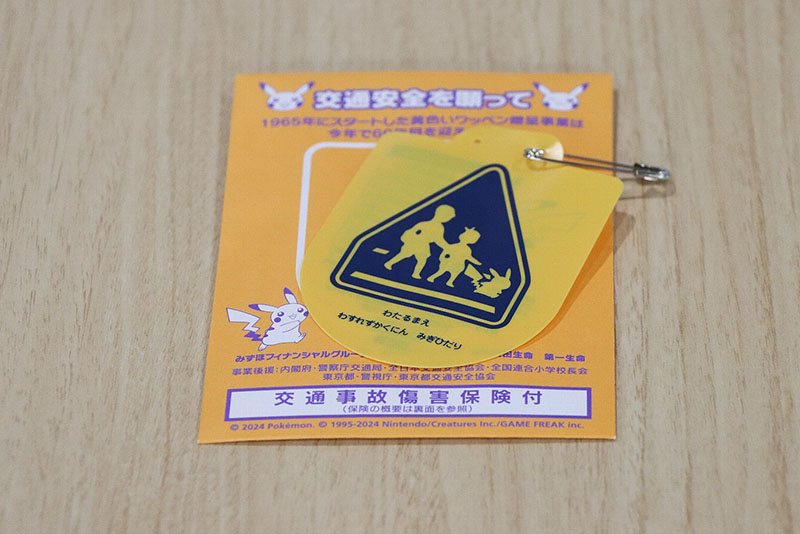 交通安全を願って
1965年にスタートした黄色いワッペン贈呈事業は
今年で60
わたるまえ
わすれずかくにん みぎひだり
みずほフィナンシャルグルー
生命 第一生命
事業後援:内閣府・警察庁交通局・全日本交通安全協会・全国連合小学校長会
東京都・警視庁・東京都交通安全協会
交通事故傷害保険付
(保険の概要は裏面を参照)
© 2024 Pokémon. © 1995-2024 Nintendo/Creatures Inc./GAME FREAK inc.